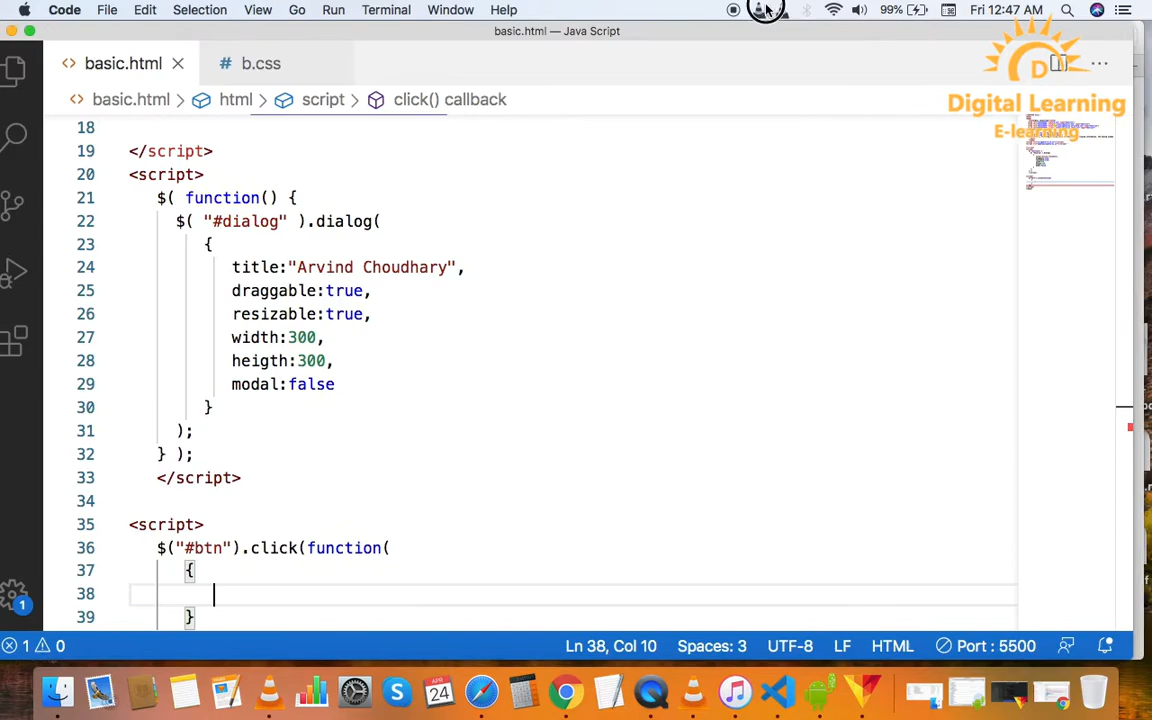 Code File Edit Selection View Go Run Terminal Window Help 99% Fri 12:47 AM
basic.html — Java Script
basic.html b.css
basic.html html script click() callback
D
Digital Learning
E-learning
18
19 </script>
20 <script>
21 $( function() {
22 $( "#dialog" ).dialog(
23 {
24 title:"Arvind Choudhary",
25 draggable:true,
26 resizable:true,
27 width:300,
28 heigth:300,
29 modal:false
30 }
31 );
32 } );
33 </script>
34
35 <script>
36 $("#btn").click(function(
37 {
38
39 }
1 0 Ln 38, Col 10 Spaces: 3 UTF-8 LF HTML Port : 5500
1
APR
24